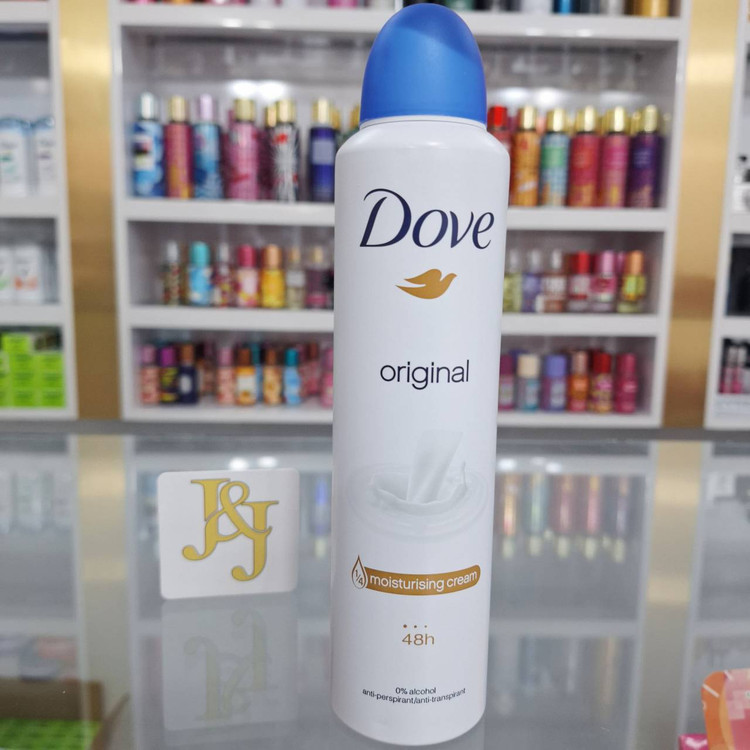 Dove
original
1/4 moisturising cream
48h
0% alcohol
anti-perspirant/anti-transpirant
J&J